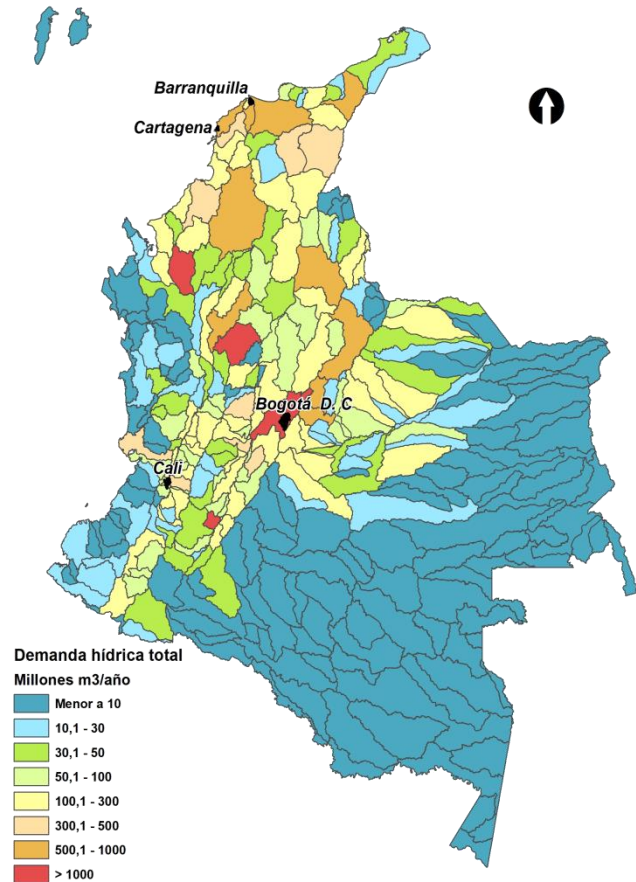 Barranquilla
Cartagena
Bogotá D. C
Cali
Demanda hídrica total
Millones m3/año
Menor a 10
10,1 - 30
30,1 - 50
50,1 - 100
100,1 - 300
300,1 - 500
500,1 - 1000
> 1000